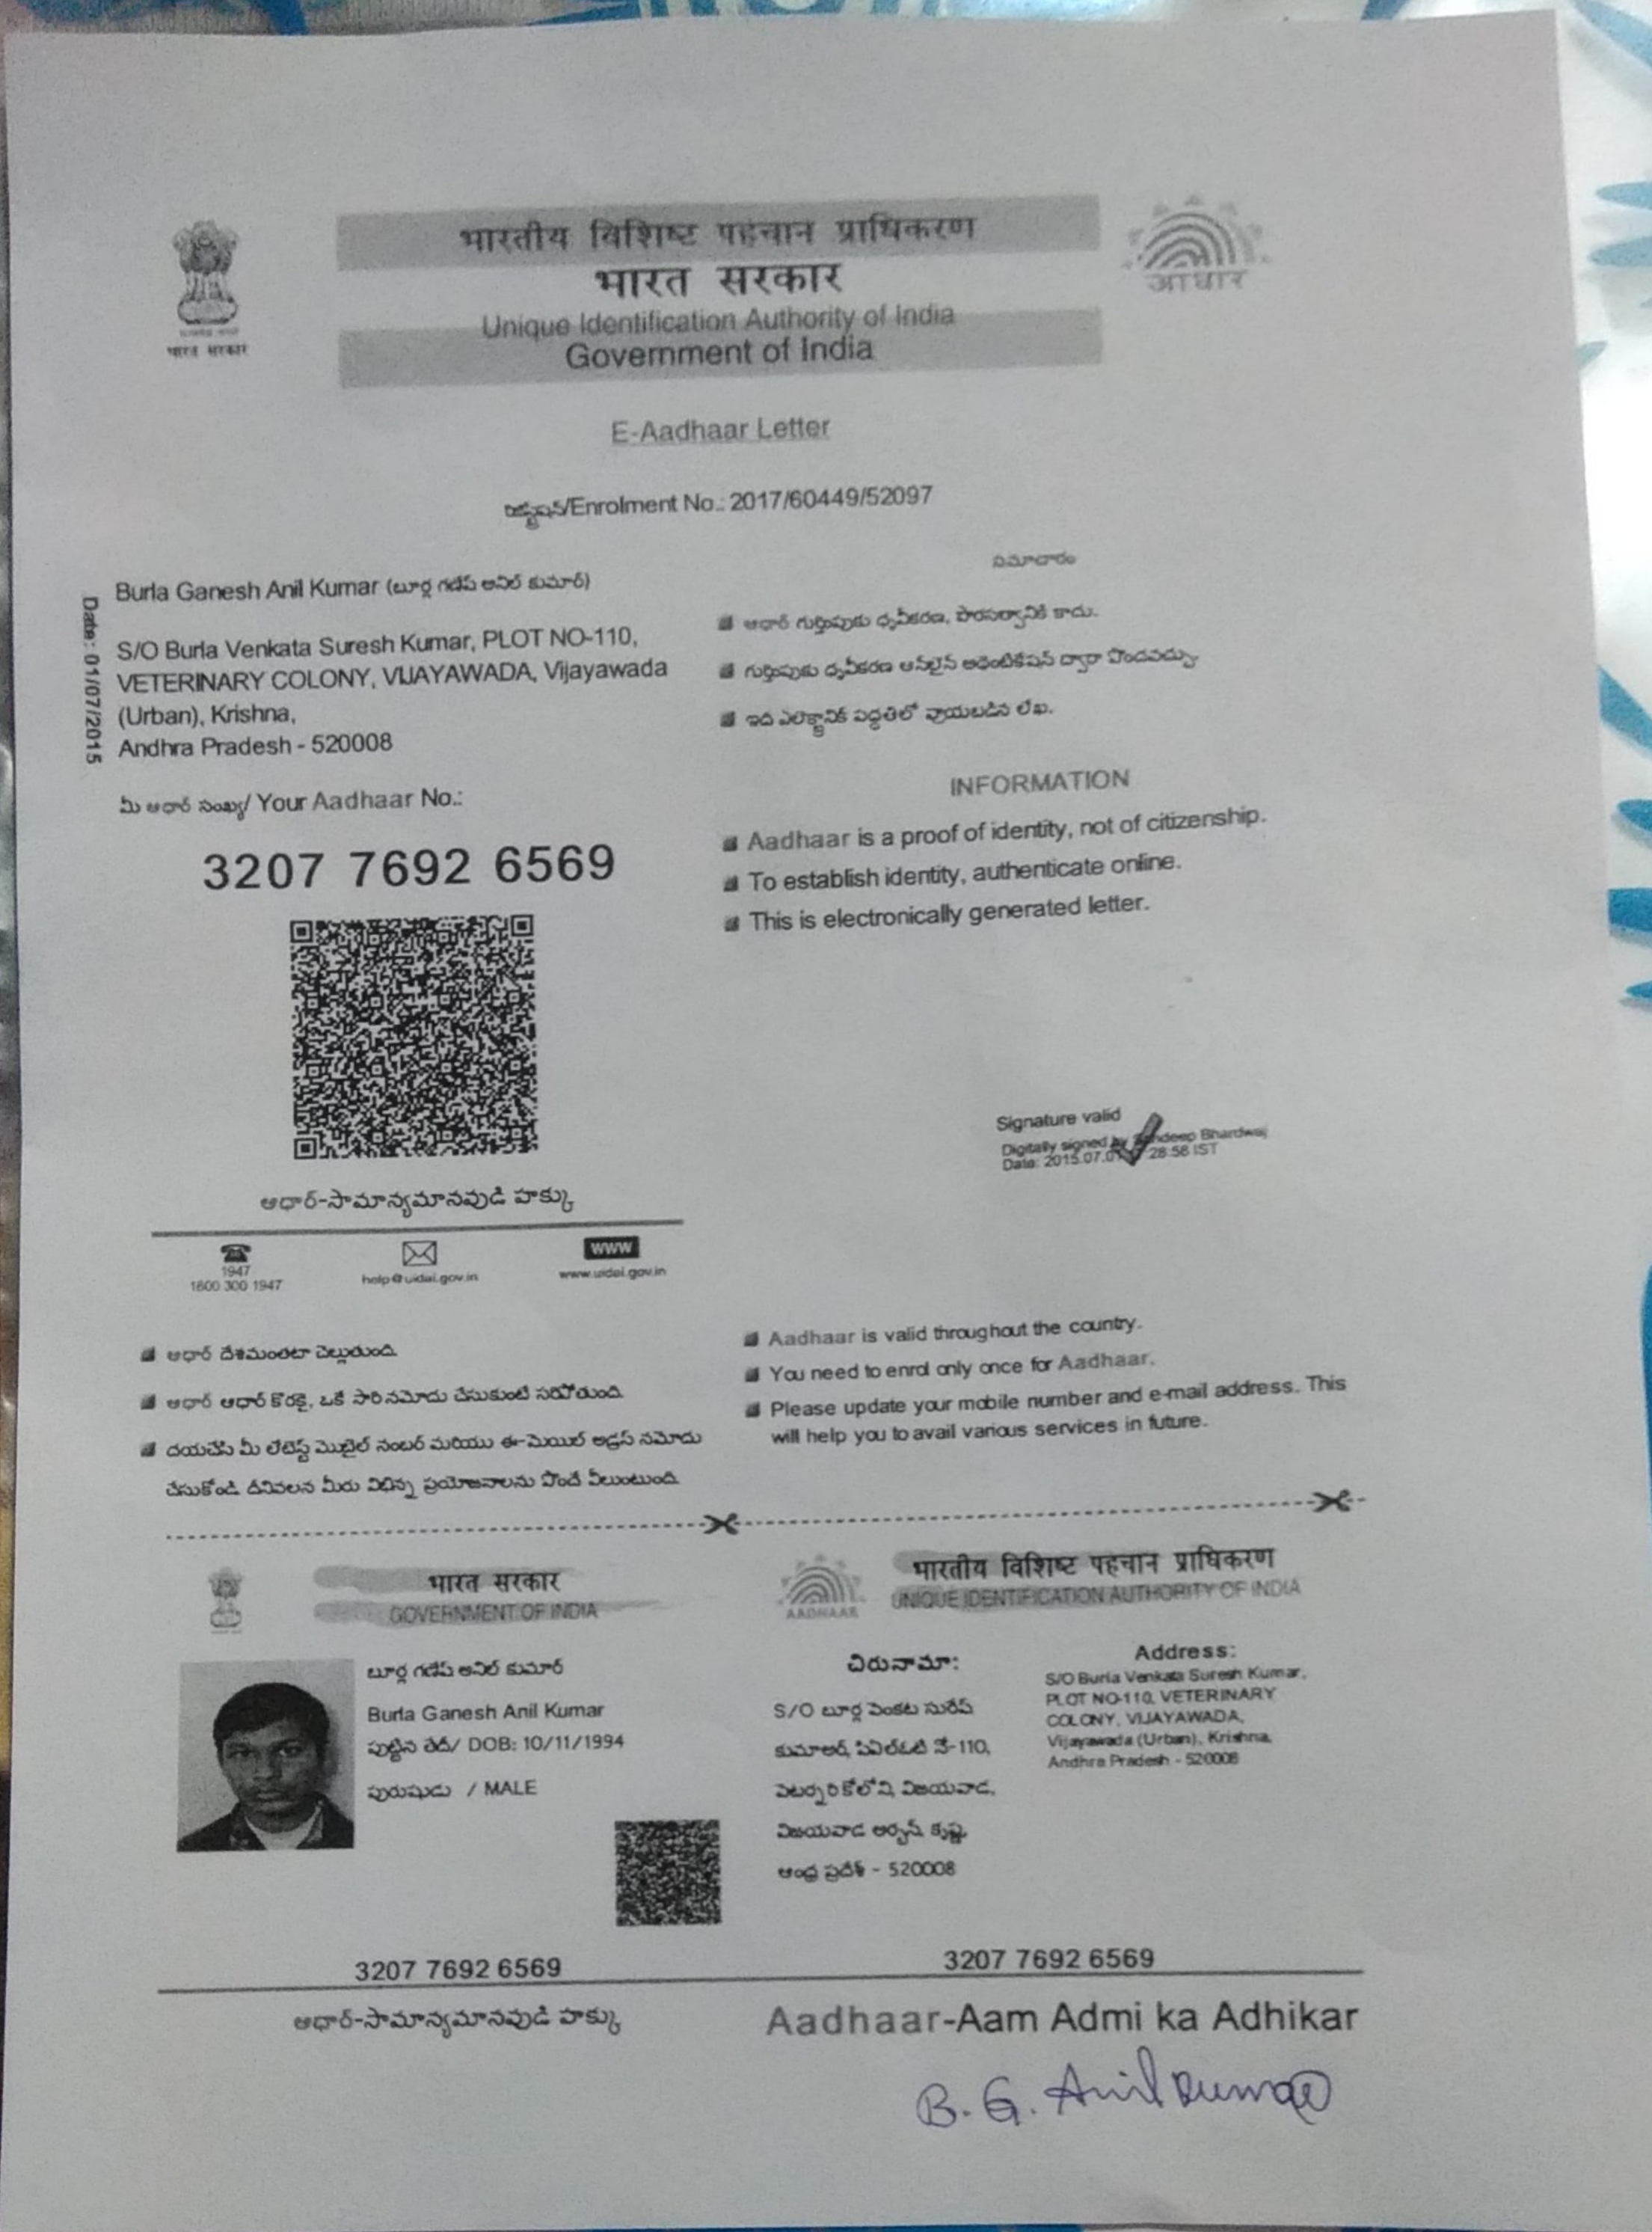 भारतीय विशिष्ट पहचान प्राधिकरण
भारत सरकार
Unique Identification Authority of India
Government of India
आधार
भारत सरकार
E-Aadhaar Letter
Enrolment No.: 2017/60449/52097
Date: 01/07/2015
Burla Ganesh Anil Kumar (బూర్ల గణేష్ అనిల్ కుమార్)
S/O Burla Venkata Suresh Kumar, PLOT NO-110,
VETERINARY COLONY, VIJAYAWADA, Vijayawada
(Urban), Krishna,
Andhra Pradesh - 520008
మీ ఆధార్ సంఖ్య/ Your Aadhaar No.:
3207 7692 6569
ఆధార్-సామాన్యమానవుడి హక్కు
1947
1800 300 1947
help@uidai.gov.in
www
www.uidai.gov.in
సమాచారం
ఆధార్ గుర్తింపుకు ధృవీకరణ, పౌరసత్వానికి కాదు.
గుర్తింపుకు ధృవీకరణ ఆన్‌లైన్ అథెంటికేషన్ ద్వారా పొందవచ్చు
ఇది ఎలక్ట్రానిక్ పద్ధతిలో వ్రాయబడిన లేఖ.
INFORMATION
Aadhaar is a proof of identity, not of citizenship.
To establish identity, authenticate online.
This is electronically generated letter.
Signature valid
Digitally signed by Sandeep Bhardwaj
Date: 2015.07.0 28:58 IST
ఆధార్ దేశమంతటా చెల్లుతుంది.
ఆధార్ ఆధార్ కొరకై, ఒకే సారి నమోదు చేసుకుంటే సరిపోతుంది.
దయచేసి మీ లేటెస్ట్ మొబైల్ నంబర్ మరియు ఈ-మెయిల్ అడ్రస్ నమోదు
చేసుకోండి. దీనివలన మీరు విభిన్న ప్రయోజనాలను పొందే వీలుంటుంది.
Aadhaar is valid throughout the country.
You need to enrol only once for Aadhaar.
Please update your mobile number and e-mail address. This
will help you to avail various services in future.
भारत सरकार
GOVERNMENT OF INDIA
బూర్ల గణేష్ అనిల్ కుమార్
Burla Ganesh Anil Kumar
పుట్టిన తేదీ/ DOB: 10/11/1994
పురుషుడు / MALE
3207 7692 6569
ఆధార్-సామాన్యమానవుడి హక్కు
भारतीय विशिष्ट पहचान प्राधिकरण
UNIQUE IDENTIFICATION AUTHORITY OF INDIA
AADHAAR
చిరునామా:
S/O బూర్ల వెంకట సురేష్
కుమాఅర్, నే-110,
విజయవాడ,
విజయవాడ అర్బన్, కృష్ణ,
ఆంధ్ర ప్రదేశ్ - 520008
Address:
S/O Burla Venkata Suresh Kumar,
PLOT NO-110, VETERINARY
COLONY, VIJAYAWADA,
Vijayawada (Urban), Krishna,
Andhra Pradesh - 520008
3207 7692 6569
Aadhaar-Aam Admi ka Adhikar
B. G. Anil Kumar